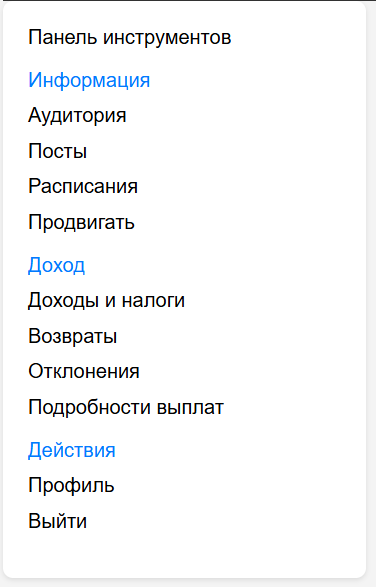 Панель инструментов
Информация
Аудитория
Посты
Расписания
Продвигать
Доход
Доходы и налоги
Возвраты
Отклонения
Подробности выплат
Действия
Профиль
Выйти